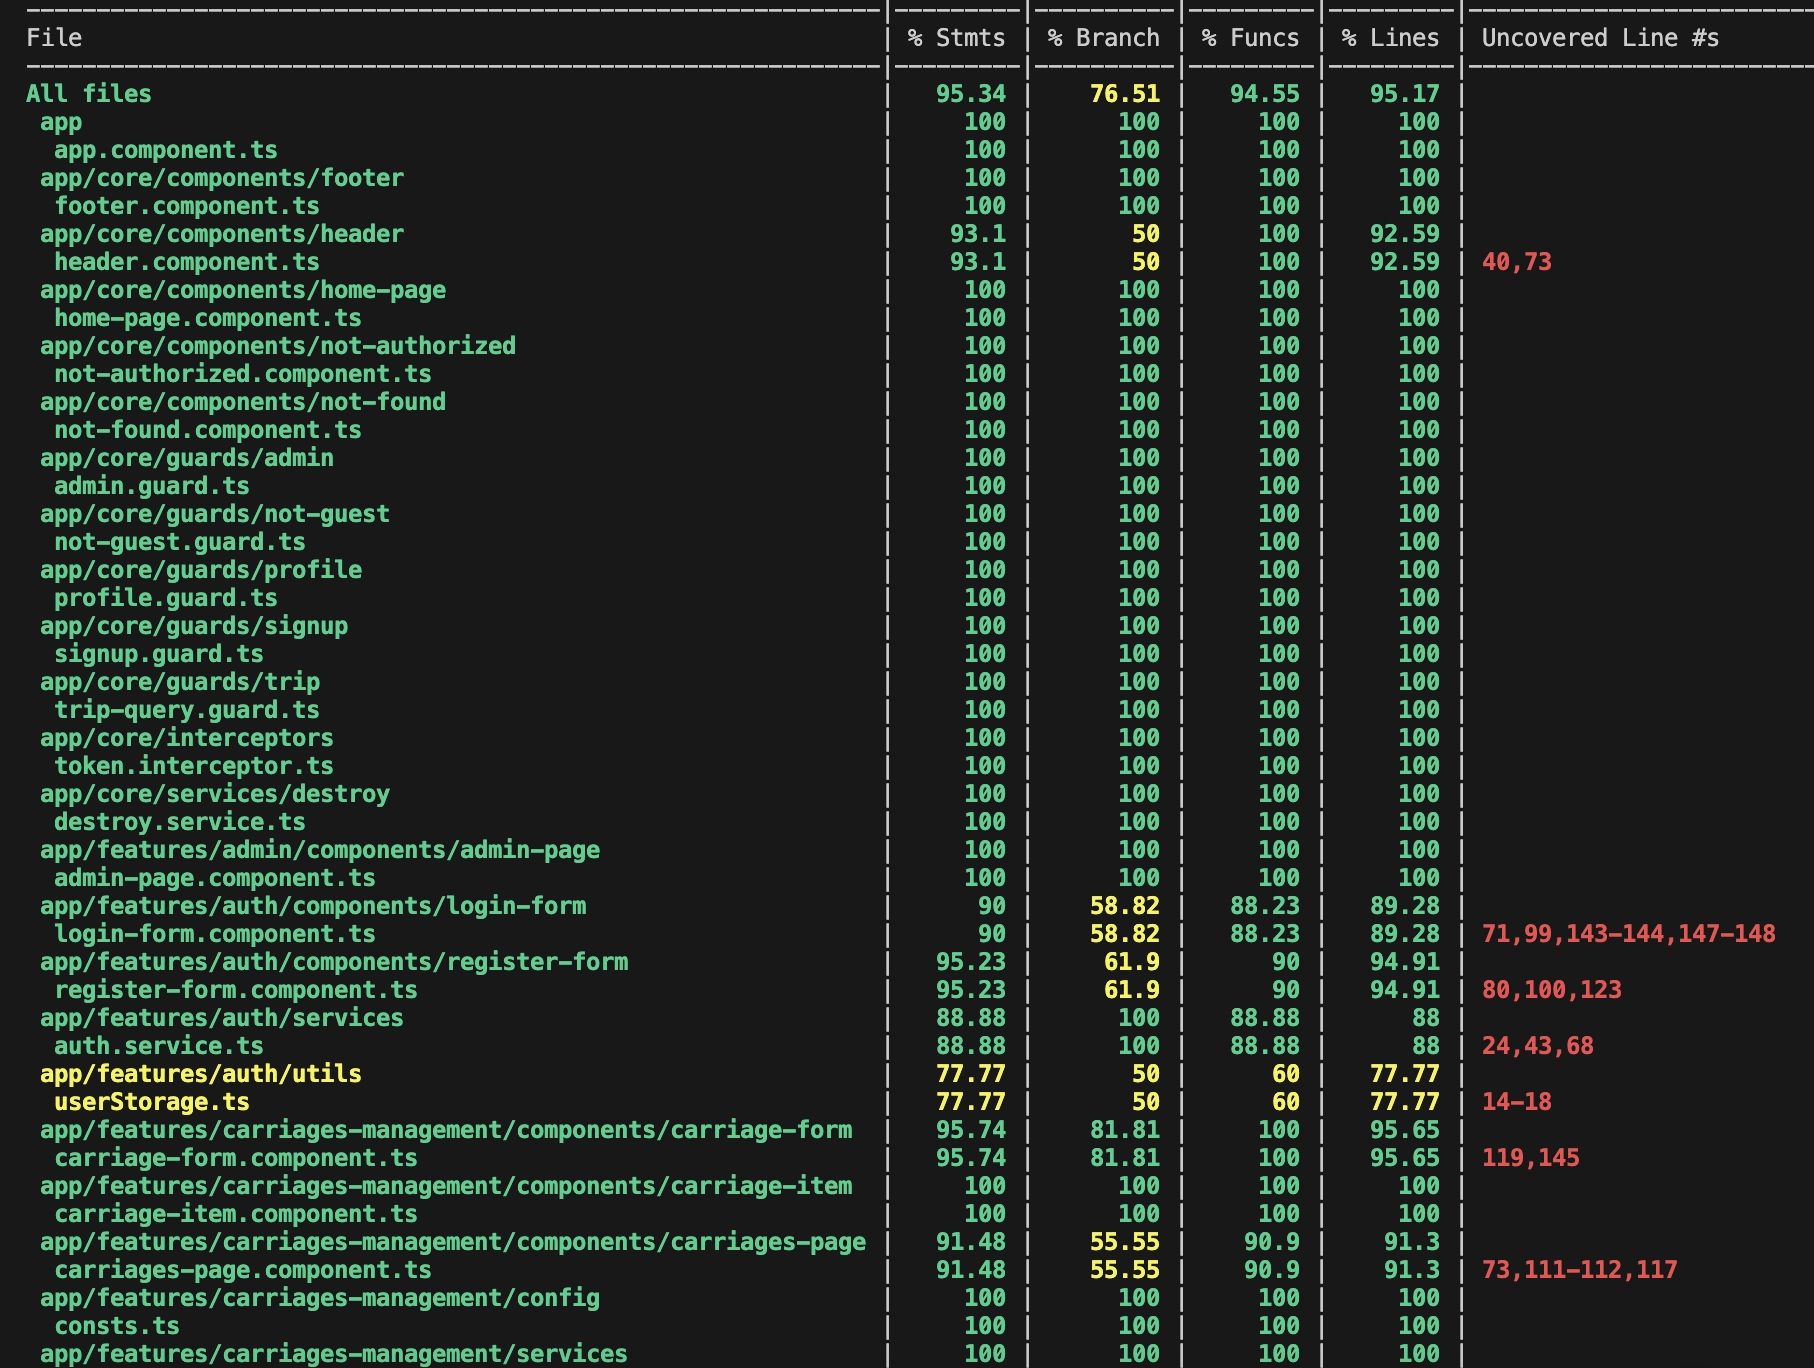 File | % Stmts | % Branch | % Funcs | % Lines | Uncovered Line #s
All files | 95.34 | 76.51 | 94.55 | 95.17 |
app | 100 | 100 | 100 | 100 |
app.component.ts | 100 | 100 | 100 | 100 |
app/core/components/footer | 100 | 100 | 100 | 100 |
footer.component.ts | 100 | 100 | 100 | 100 |
app/core/components/header | 93.1 | 50 | 100 | 92.59 |
header.component.ts | 93.1 | 50 | 100 | 92.59 | 40,73
app/core/components/home-page | 100 | 100 | 100 | 100 |
home-page.component.ts | 100 | 100 | 100 | 100 |
app/core/components/not-authorized | 100 | 100 | 100 | 100 |
not-authorized.component.ts | 100 | 100 | 100 | 100 |
app/core/components/not-found | 100 | 100 | 100 | 100 |
not-found.component.ts | 100 | 100 | 100 | 100 |
app/core/guards/admin | 100 | 100 | 100 | 100 |
admin.guard.ts | 100 | 100 | 100 | 100 |
app/core/guards/not-guest | 100 | 100 | 100 | 100 |
not-guest.guard.ts | 100 | 100 | 100 | 100 |
app/core/guards/profile | 100 | 100 | 100 | 100 |
profile.guard.ts | 100 | 100 | 100 | 100 |
app/core/guards/signup | 100 | 100 | 100 | 100 |
signup.guard.ts | 100 | 100 | 100 | 100 |
app/core/guards/trip | 100 | 100 | 100 | 100 |
trip-query.guard.ts | 100 | 100 | 100 | 100 |
app/core/interceptors | 100 | 100 | 100 | 100 |
token.interceptor.ts | 100 | 100 | 100 | 100 |
app/core/services/destroy | 100 | 100 | 100 | 100 |
destroy.service.ts | 100 | 100 | 100 | 100 |
app/features/admin/components/admin-page | 100 | 100 | 100 | 100 |
admin-page.component.ts | 100 | 100 | 100 | 100 |
app/features/auth/components/login-form | 90 | 58.82 | 88.23 | 89.28 |
login-form.component.ts | 90 | 58.82 | 88.23 | 89.28 | 71,99,143-144,147-148
app/features/auth/components/register-form | 95.23 | 61.9 | 90 | 94.91 |
register-form.component.ts | 95.23 | 61.9 | 90 | 94.91 | 80,100,123
app/features/auth/services | 88.88 | 100 | 88.88 | 88 |
auth.service.ts | 88.88 | 100 | 88.88 | 88 | 24,43,68
app/features/auth/utils | 77.77 | 50 | 60 | 77.77 |
userStorage.ts | 77.77 | 50 | 60 | 77.77 | 14-18
app/features/carriages-management/components/carriage-form | 95.74 | 81.81 | 100 | 95.65 |
carriage-form.component.ts | 95.74 | 81.81 | 100 | 95.65 | 119,145
app/features/carriages-management/components/carriage-item | 100 | 100 | 100 | 100 |
carriage-item.component.ts | 100 | 100 | 100 | 100 |
app/features/carriages-management/components/carriages-page | 91.48 | 55.55 | 90.9 | 91.3 |
carriages-page.component.ts | 91.48 | 55.55 | 90.9 | 91.3 | 73,111-112,117
app/features/carriages-management/config | 100 | 100 | 100 | 100 |
consts.ts | 100 | 100 | 100 | 100 |
app/features/carriages-management/services | 100 | 100 | 100 | 100 |